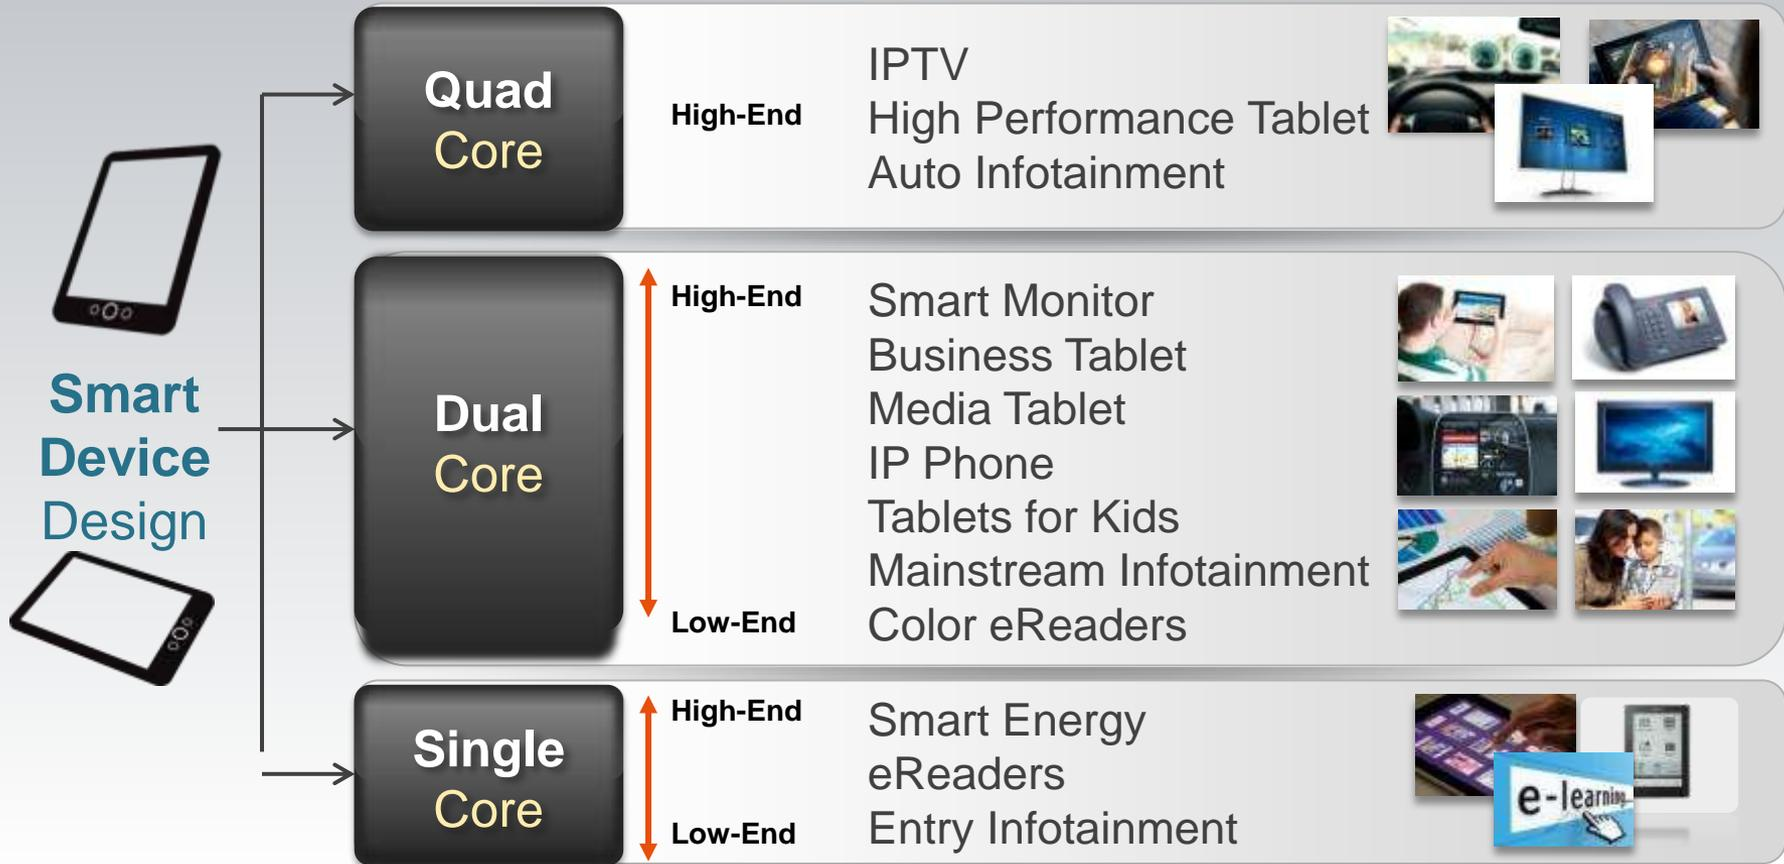 Smart
Device
Design
Quad
Core
High-End
IPTV
High Performance Tablet
Auto Infotainment
Dual
Core
High-End
Low-End
Smart Monitor
Business Tablet
Media Tablet
IP Phone
Tablets for Kids
Mainstream Infotainment
Color eReaders
Single
Core
High-End
Low-End
Smart Energy
eReaders
Entry Infotainment
e-learning